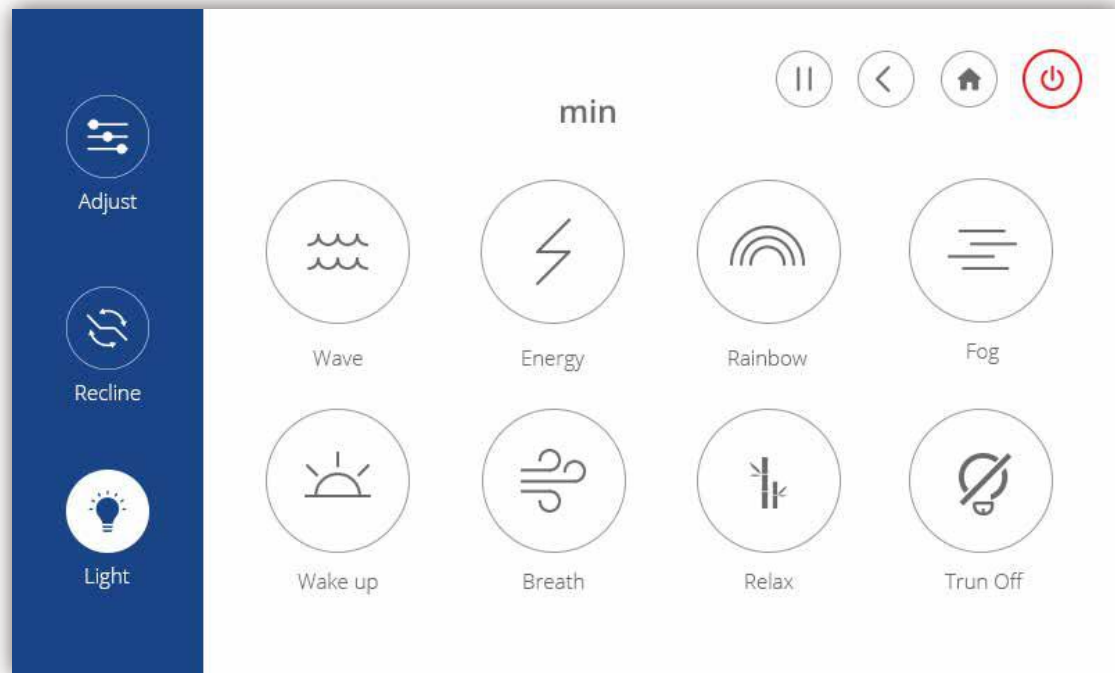 min
Adjust
Recline
Light
Wave
Energy
Rainbow
Fog
Wake up
Breath
Relax
Trun Off